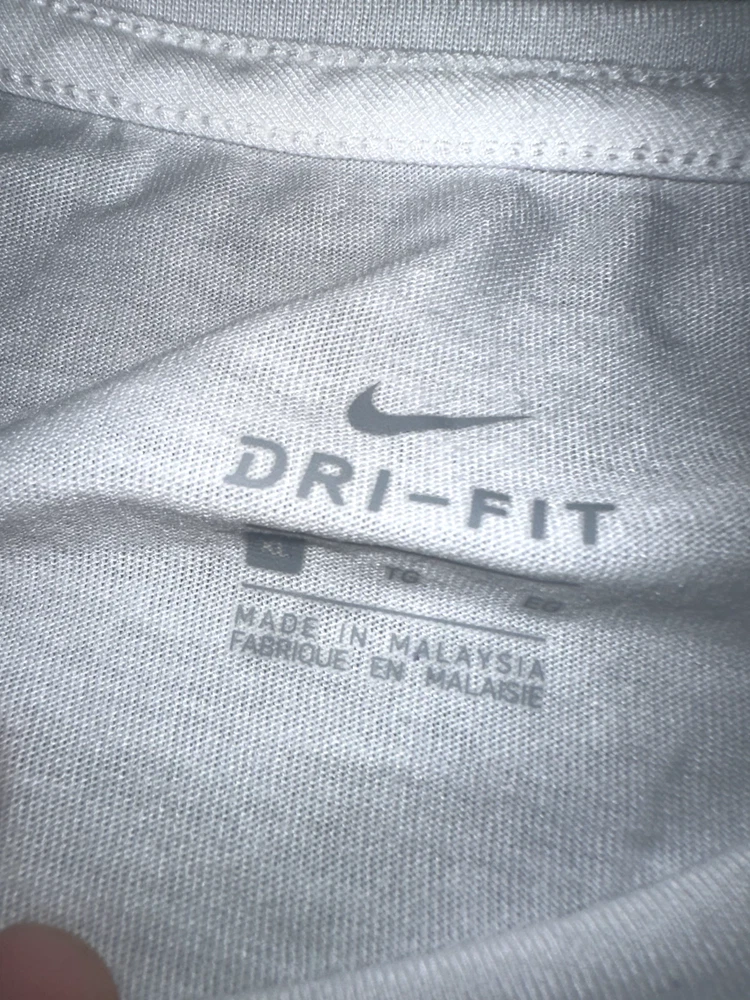 DRI-FIT
XL TG EG
MADE IN MALAYSIA
FABRIQUE EN MALAISIE